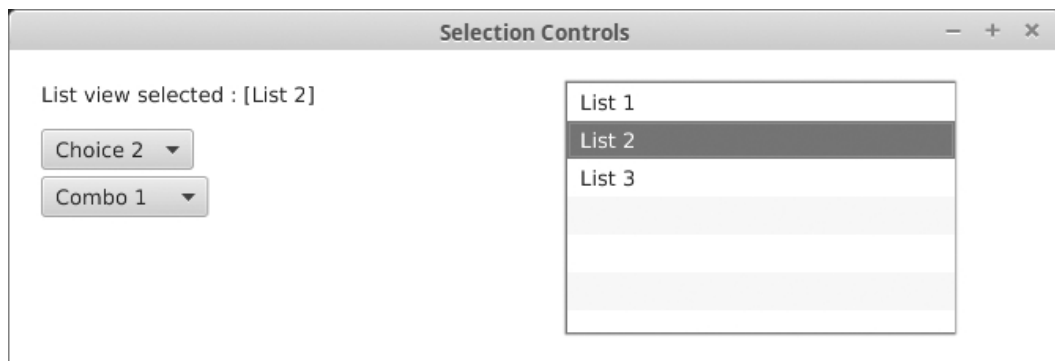 Selection Controls
List view selected : [List 2]
Choice 2
Combo 1
List 1
List 2
List 3